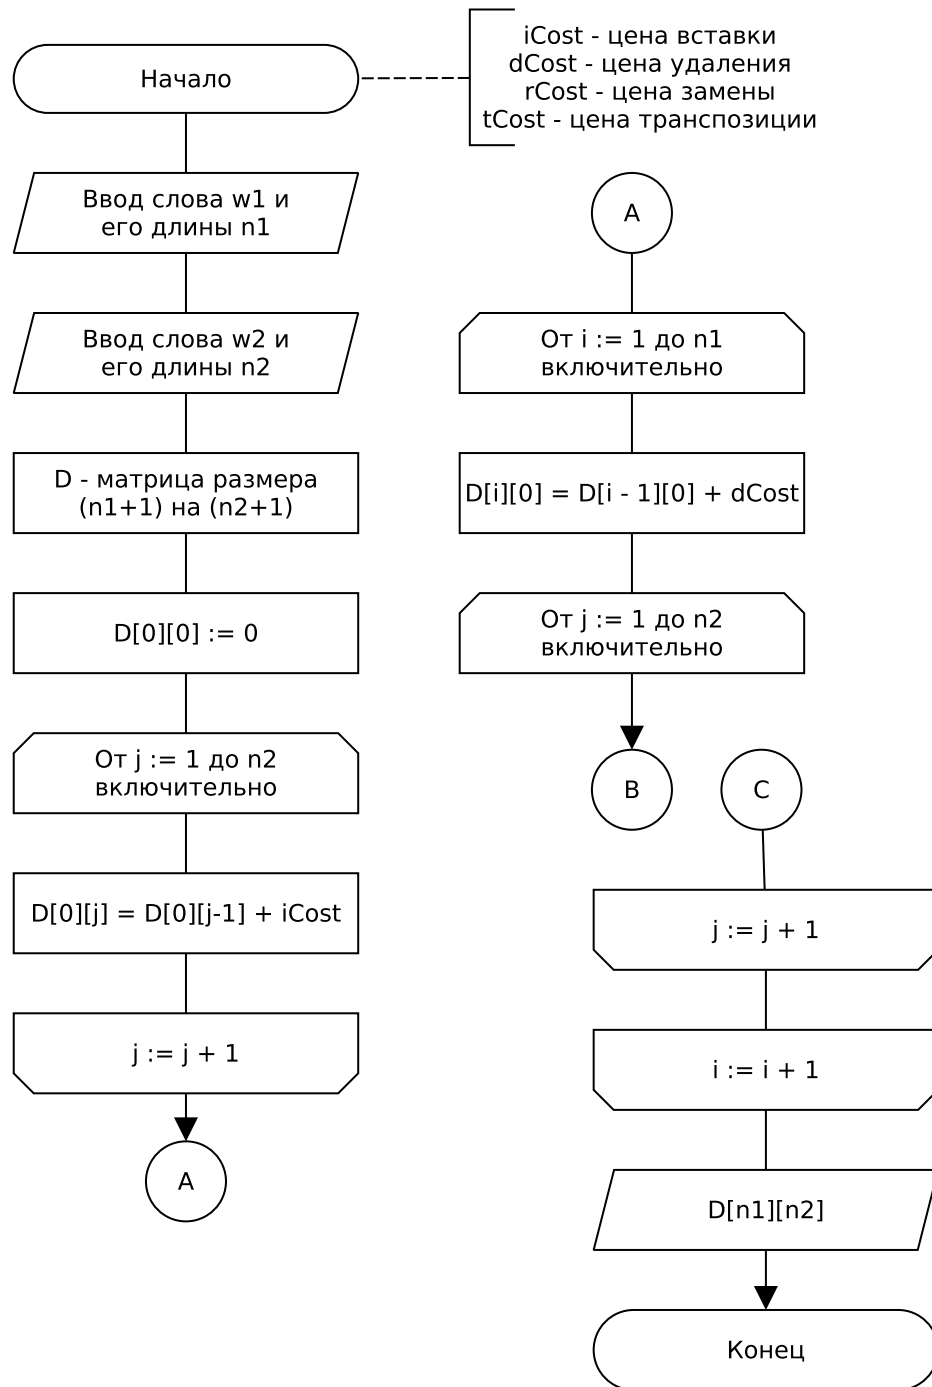 Начало
iCost - цена вставки
dCost - цена удаления
rCost - цена замены
tCost - цена транспозиции
Ввод слова w1 и
его длины n1
Ввод слова w2 и
его длины n2
D - матрица размера
(n1+1) на (n2+1)
D[0][0] := 0
От j := 1 до n2
включительно
D[0][j] = D[0][j-1] + iCost
j := j + 1
A
A
От i := 1 до n1
включительно
D[i][0] = D[i - 1][0] + dCost
От j := 1 до n2
включительно
B
C
j := j + 1
i := i + 1
D[n1][n2]
Конец